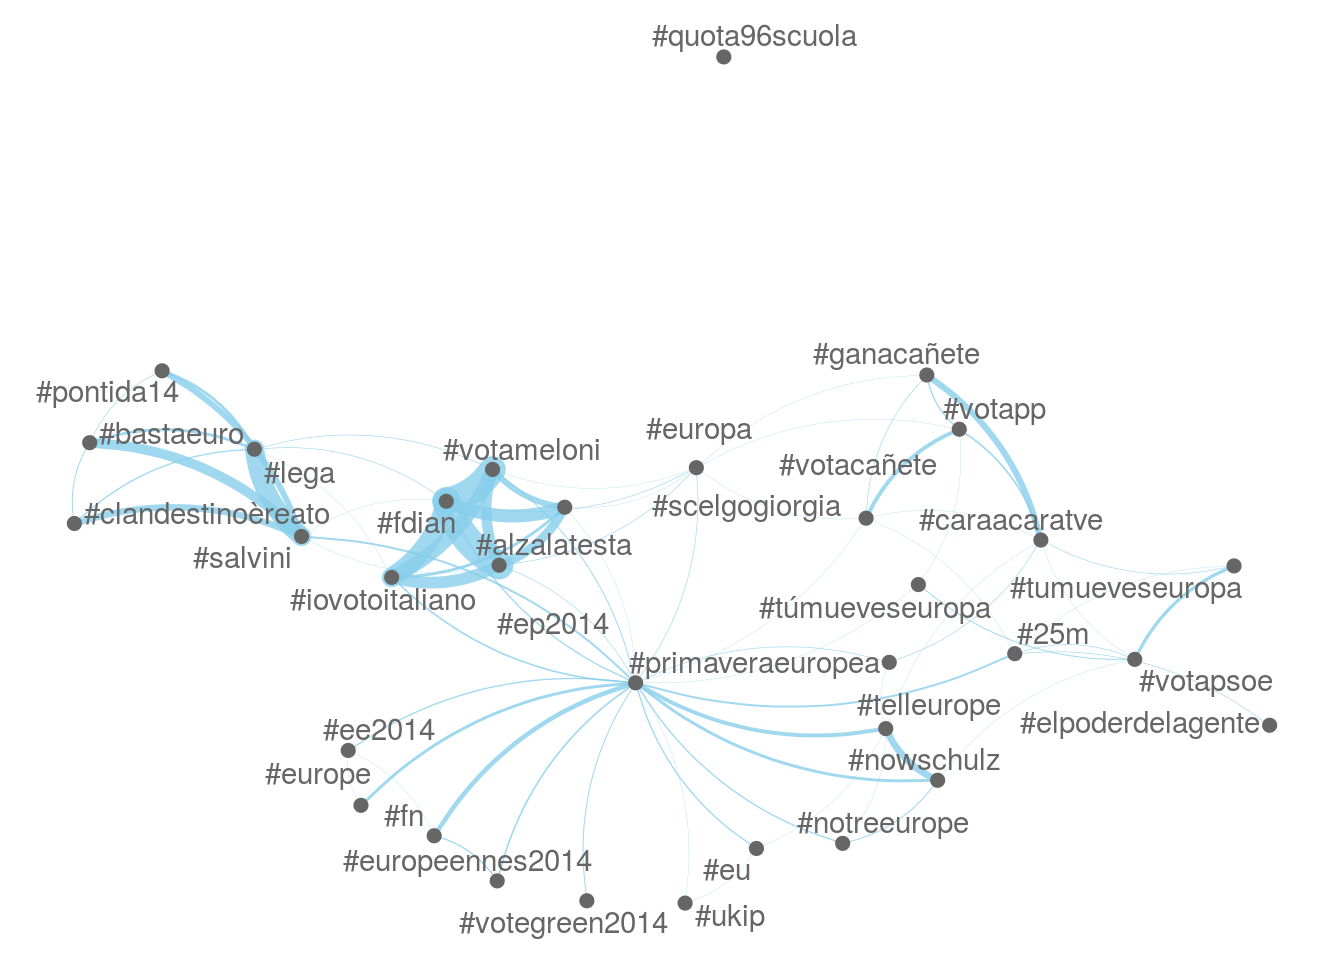 #quota96scuola
#ganacañete
#pontida14
#votapp
#bastaeuro
#europa
#votameloni
#votacañete
#lega
#scelgogiorgia
#clandestinoèreato
#fdian
#caraacaratve
#alzalatesta
#salvini
#tumueveseuropa
#iovotoitaliano
#túmueveseuropa
#ep2014
#25m
#primaveraeuropea
#votapsoe
#telleurope
#elpoderdelagente
#ee2014
#nowschulz
#europe
#fn
#notreeurope
#europeennes2014
#eu
#votegreen2014
#ukip